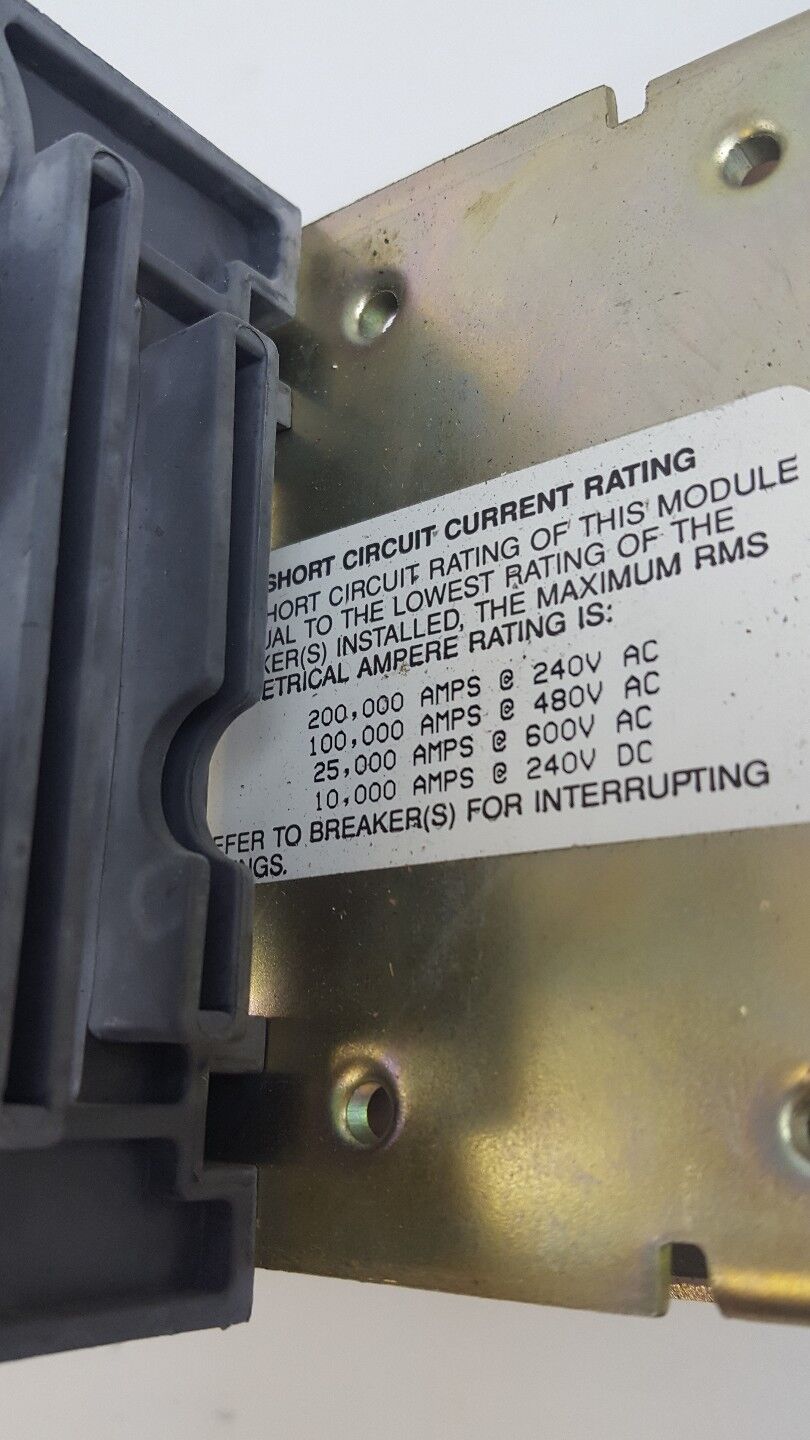 SHORT CIRCUIT CURRENT RATING
HORT CIRCUIT RATING OF THIS MODULE
UAL TO THE LOWEST RATING OF THE
KER(S) INSTALLED, THE MAXIMUM RMS
ETRICAL AMPERE RATING IS:
200,000 AMPS @ 240V AC
100,000 AMPS @ 480V AC
25,000 AMPS @ 600V AC
10,000 AMPS @ 240V DC
EFER TO BREAKER(S) FOR INTERRUPTING
NGS.